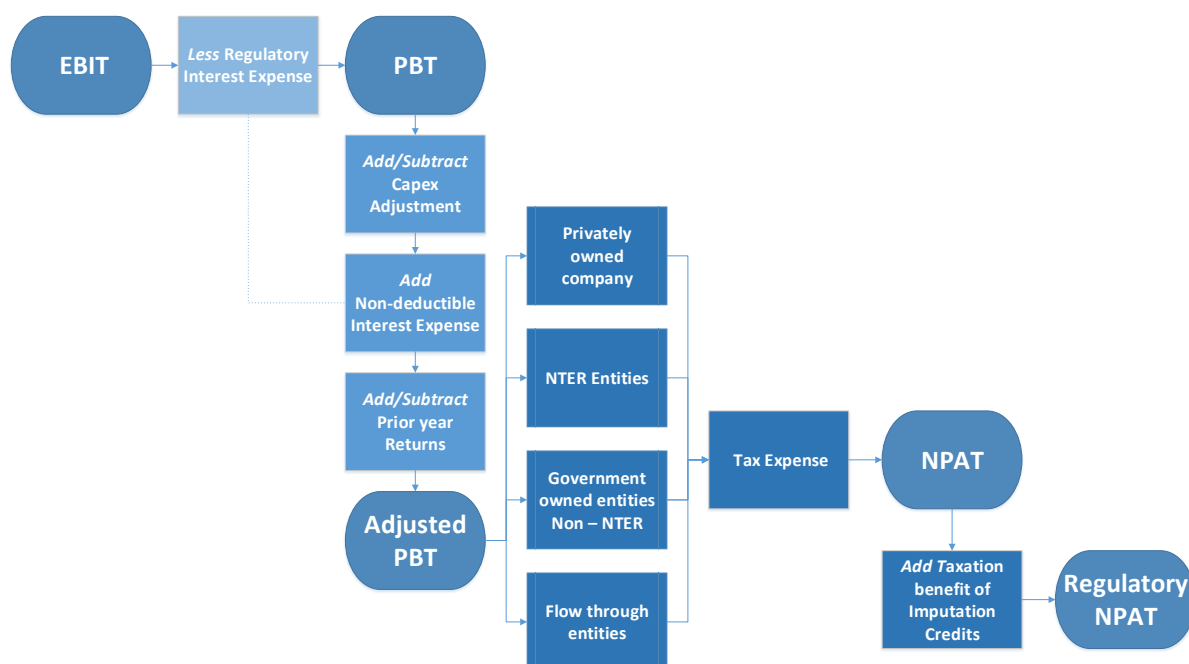 EBIT
Less Regulatory
Interest Expense
PBT
Add/Subtract
Capex
Adjustment
Add
Non-deductible
Interest Expense
Add/Subtract
Prior year
Returns
Adjusted
PBT
Privately
owned
company
NTER Entities
Government
owned entities
Non – NTER
Flow through
entities
Tax Expense
NPAT
Add Taxation
benefit of
Imputation
Credits
Regulatory
NPAT